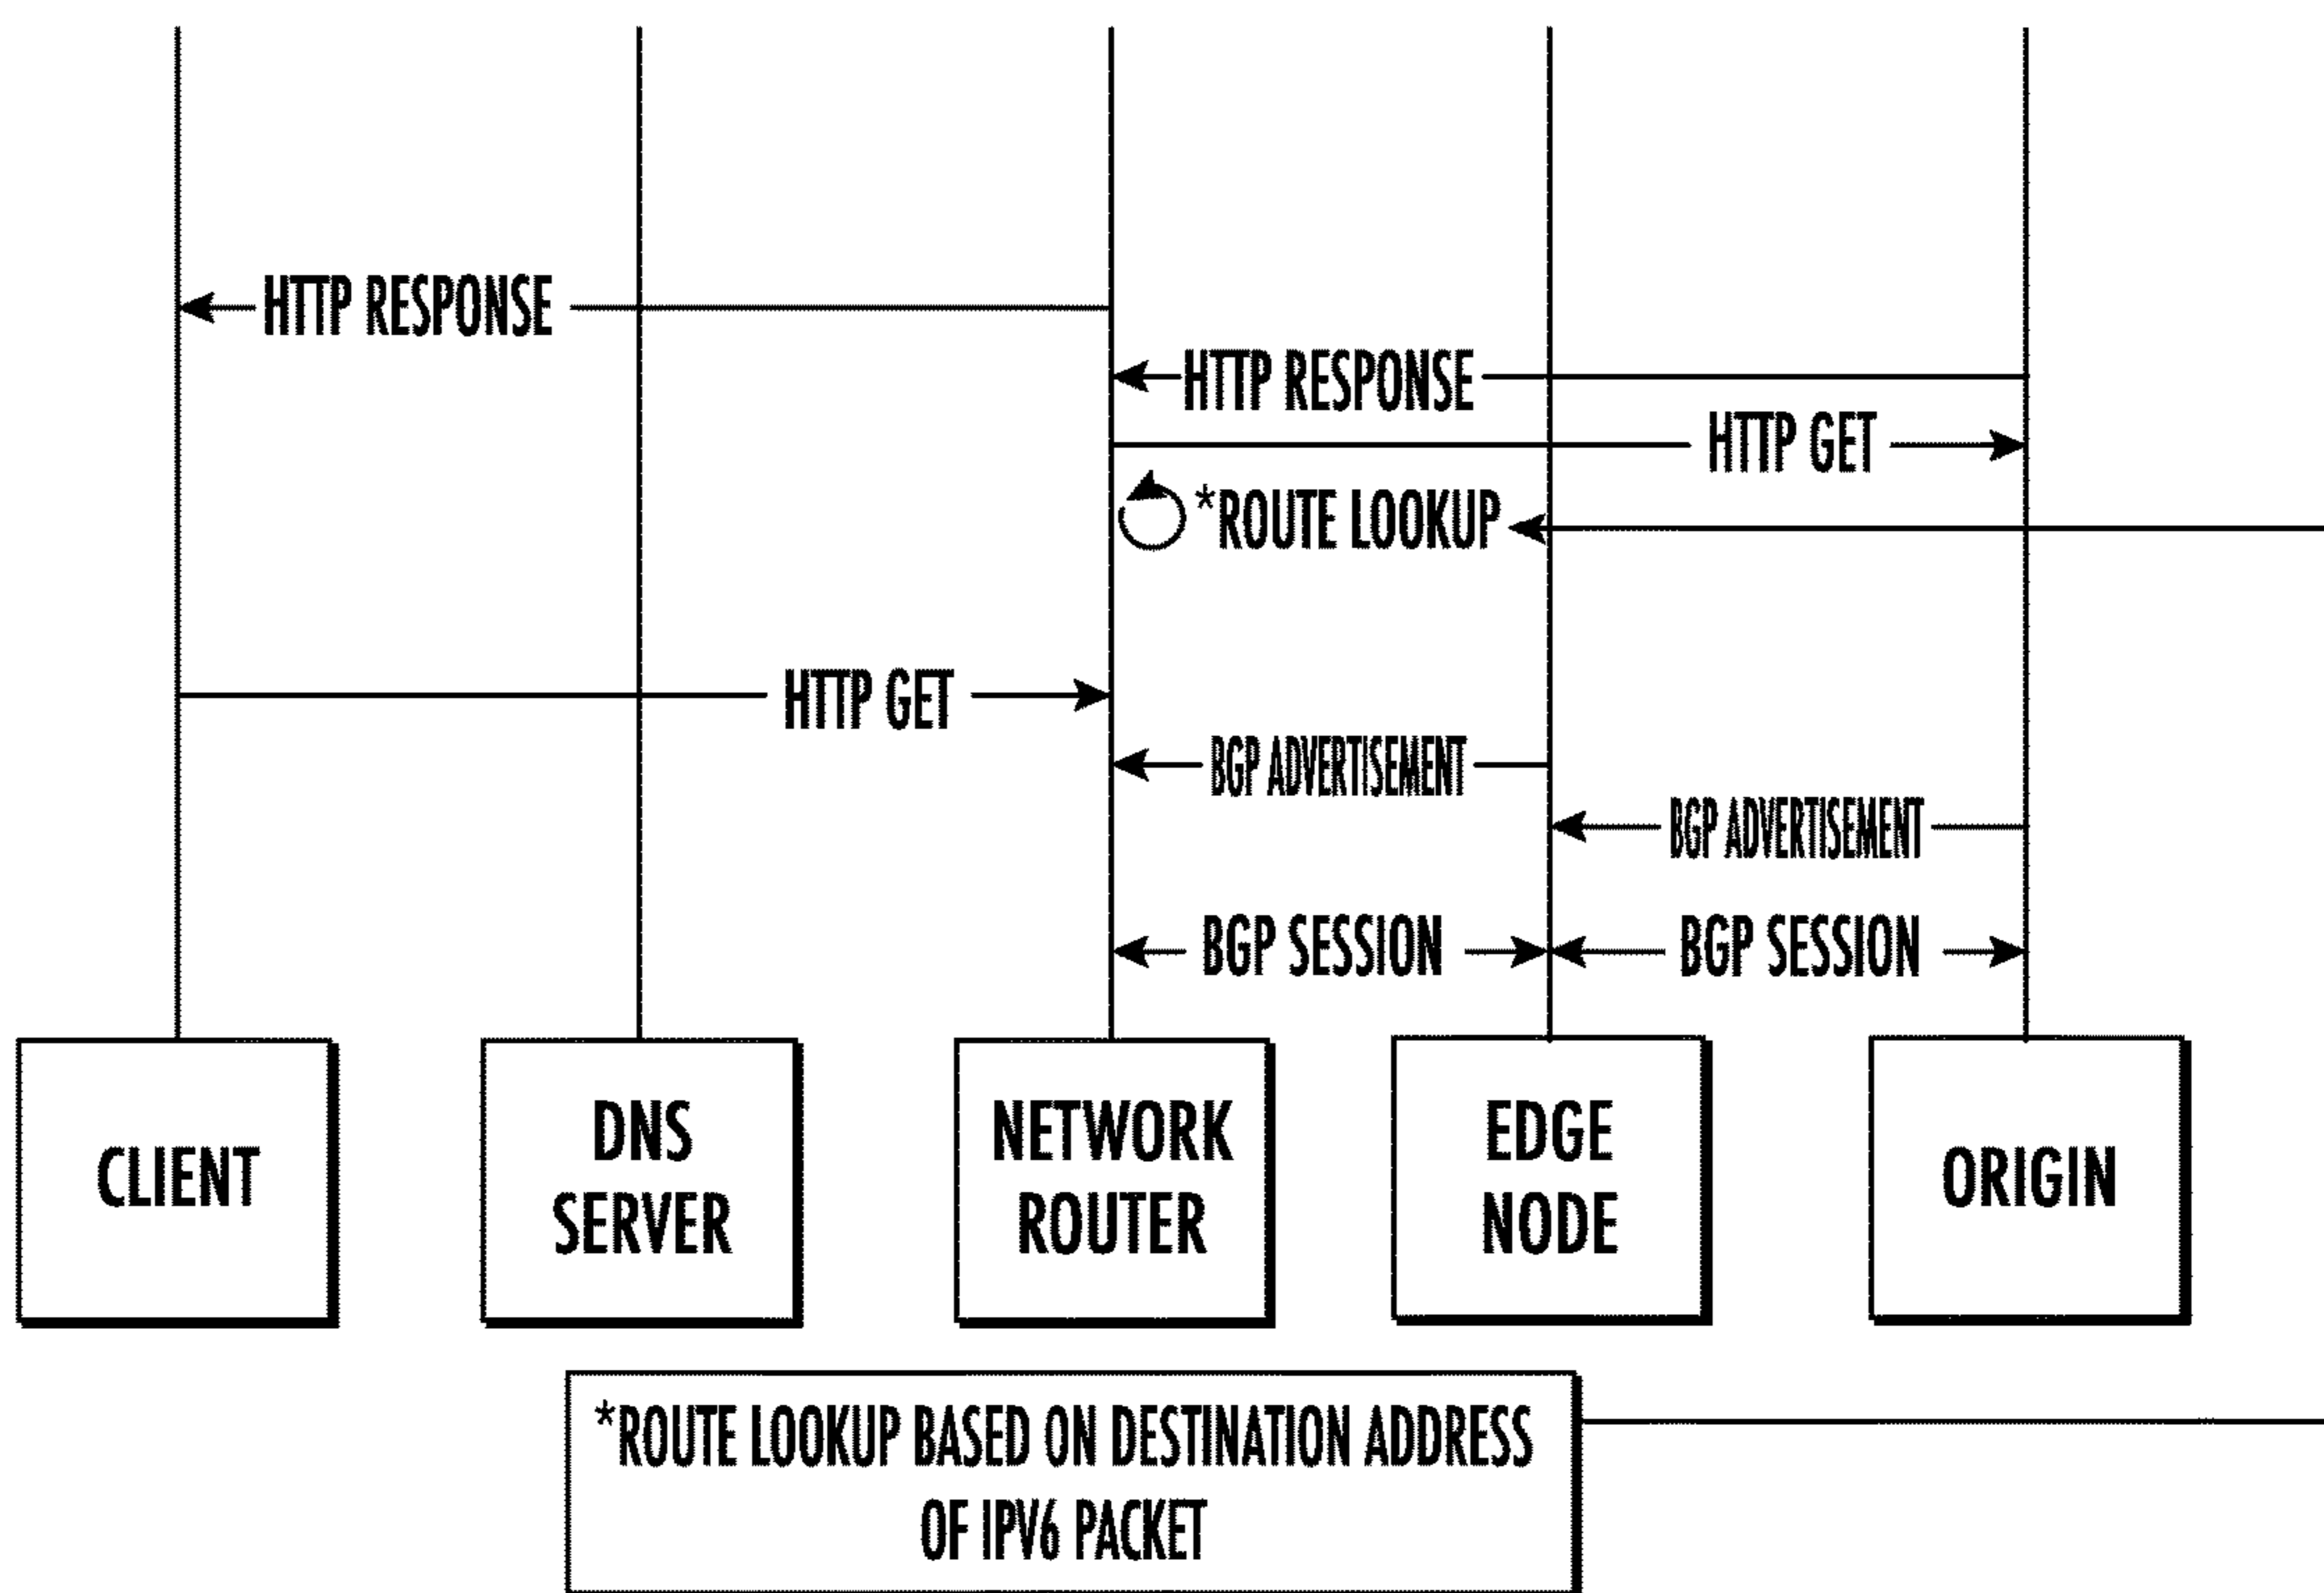 HTTP RESPONSE
HTTP RESPONSE
HTTP GET
*ROUTE LOOKUP
HTTP GET
BGP ADVERTISEMENT
BGP ADVERTISEMENT
BGP SESSION
BGP SESSION
CLIENT
DNS
SERVER
NETWORK
ROUTER
EDGE
NODE
ORIGIN
*ROUTE LOOKUP BASED ON DESTINATION ADDRESS
OF IPV6 PACKET